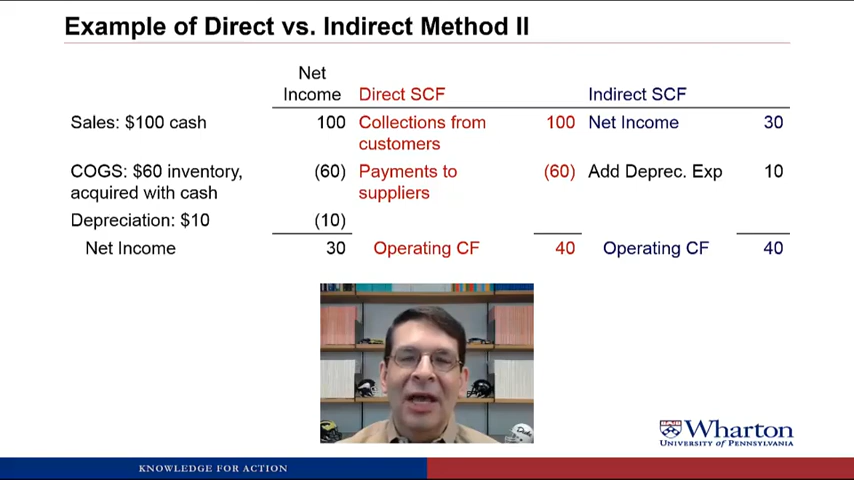 Example of Direct vs. Indirect Method II
Net
Income Direct SCF Indirect SCF
Sales: $100 cash 100 Collections from 100 Net Income 30
customers
COGS: $60 inventory, (60) Payments to (60) Add Deprec. Exp 10
acquired with cash suppliers
Depreciation: $10 (10)
Net Income 30 Operating CF 40 Operating CF 40
Duke
Wharton
UNIVERSITY of PENNSYLVANIA
KNOWLEDGE FOR ACTION